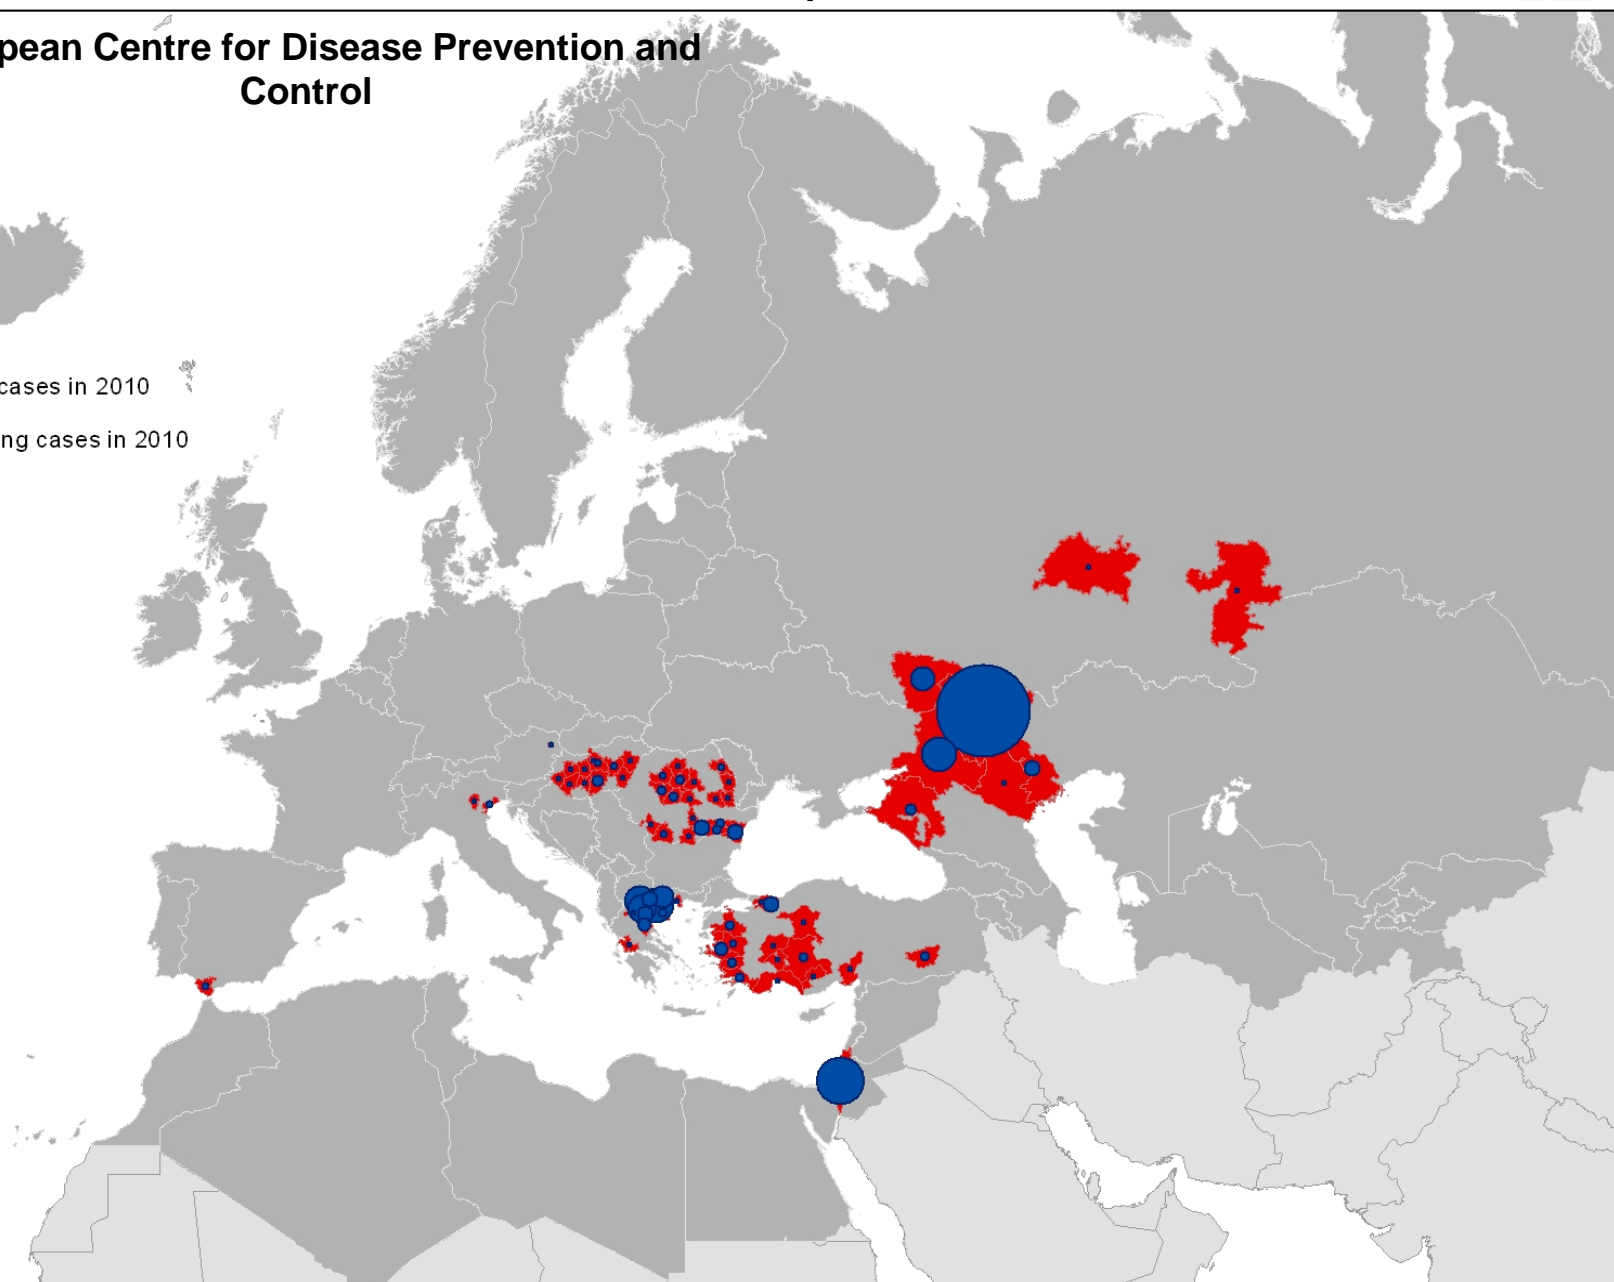 pean Centre for Disease Prevention and
Control
cases in 2010
ng cases in 2010